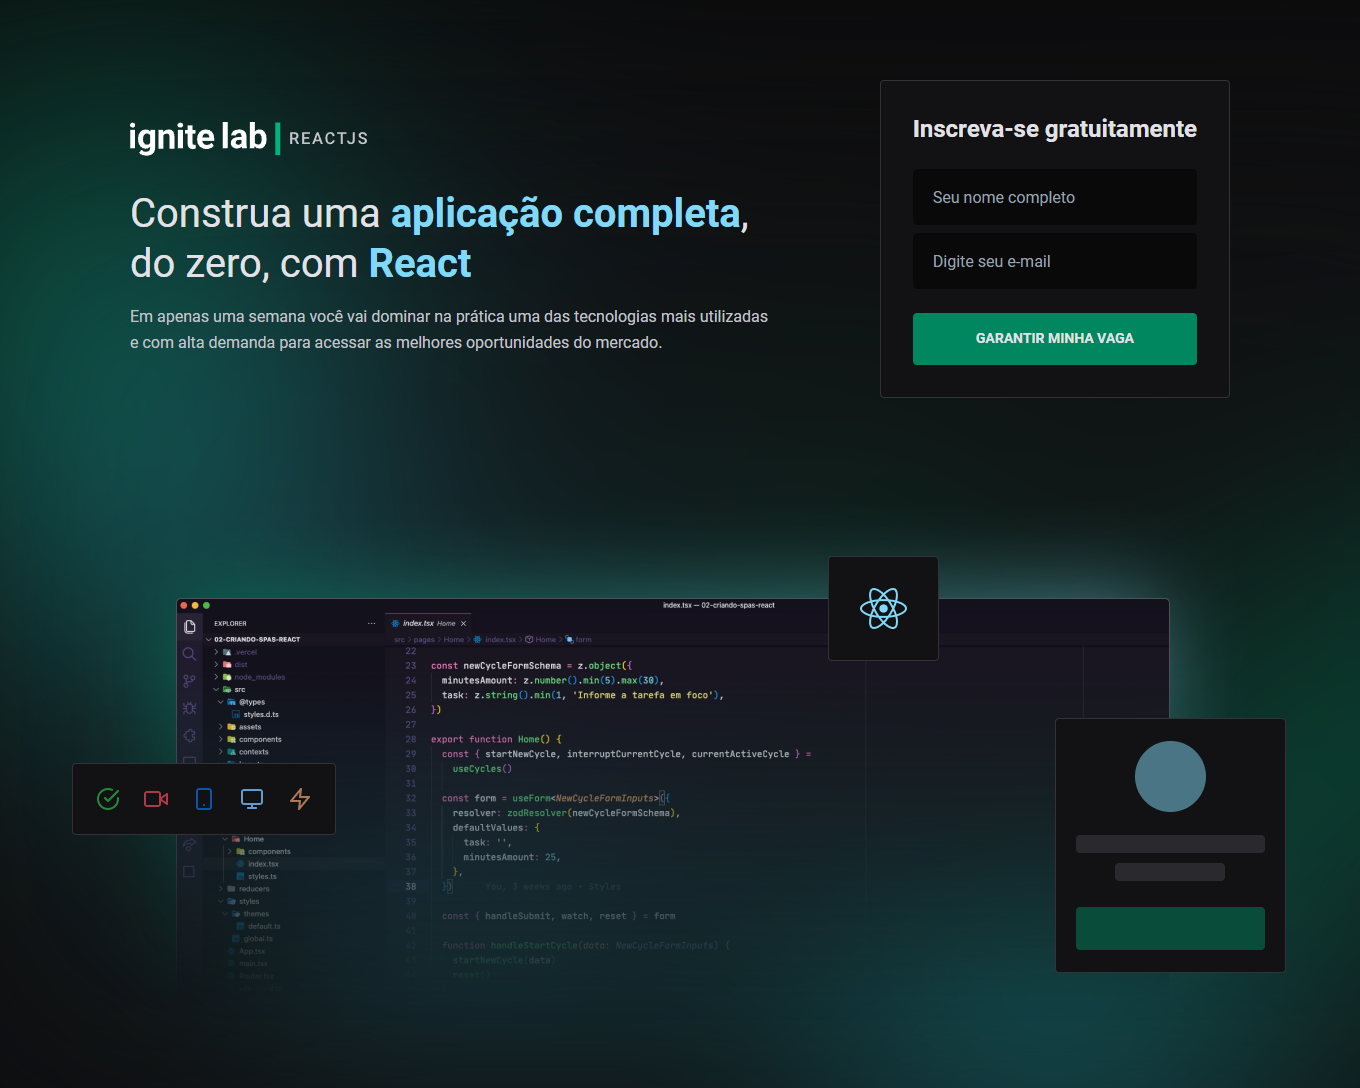 ignite lab | REACTJS
Construa uma aplicação completa,
do zero, com React
Em apenas uma semana você vai dominar na prática uma das tecnologias mais utilizadas
e com alta demanda para acessar as melhores oportunidades do mercado.
Inscreva-se gratuitamente
Seu nome completo
Digite seu e-mail
GARANTIR MINHA VAGA
index.tsx — 02-criando-spas-react
EXPLORER
02-CRIANDO-SPAS-REACT
.vercel
dist
node_modules
src
@types
styles.d.ts
assets
components
contexts
Home
components
index.tsx
styles.ts
reducers
styles
themes
default.ts
global.ts
App.tsx
main.tsx
Router.tsx
index.tsx Home
src > pages > Home > index.tsx > Home > form
22
23 const newCycleFormSchema = z.object({
24 minutesAmount: z.number().min(5).max(30),
25 task: z.string().min(1, 'Informe a tarefa em foco'),
26 })
27
28 export function Home() {
29 const { startNewCycle, interruptCurrentCycle, currentActiveCycle } =
30 useCycles()
31
32 const form = useForm<NewCycleFormInputs>({
33 resolver: zodResolver(newCycleFormSchema),
34 defaultValues: {
35 task: '',
36 minutesAmount: 25,
37 },
38 }) You, 3 weeks ago • Styles
39
40 const { handleSubmit, watch, reset } = form
41
42 function handleStartCycle(data: NewCycleFormInputs) {
43 startNewCycle(data)
reset()